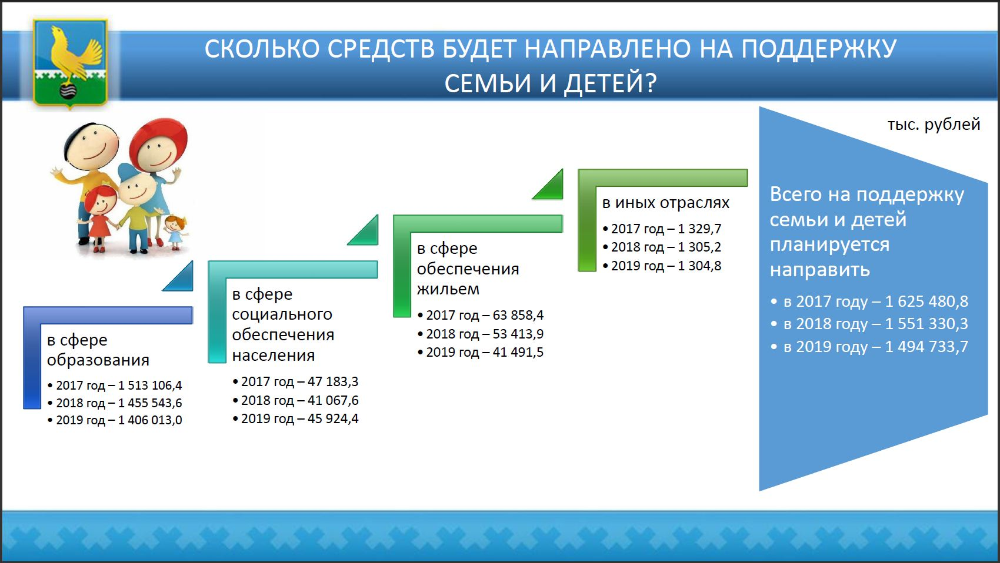 СКОЛЬКО СРЕДСТВ БУДЕТ НАПРАВЛЕНО НА ПОДДЕРЖКУ
СЕМЬИ И ДЕТЕЙ?
тыс. рублей
в сфере
образования
• 2017 год – 1 513 106,4
• 2018 год – 1 455 543,6
• 2019 год – 1 406 013,0
в сфере
социального
обеспечения
населения
• 2017 год – 47 183,3
• 2018 год – 41 067,6
• 2019 год – 45 924,4
в сфере
обеспечения
жильем
• 2017 год – 63 858,4
• 2018 год – 53 413,9
• 2019 год – 41 491,5
в иных отраслях
• 2017 год – 1 329,7
• 2018 год – 1 305,2
• 2019 год – 1 304,8
Всего на поддержку
семьи и детей
планируется
направить
• в 2017 году – 1 625 480,8
• в 2018 году – 1 551 330,3
• в 2019 году – 1 494 733,7